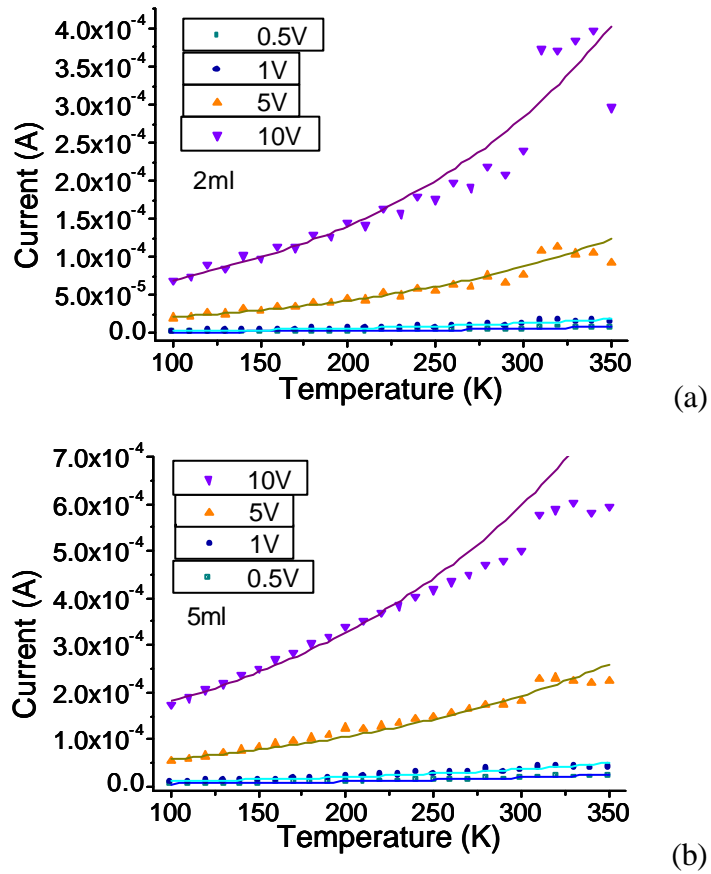 4.0x10-4
3.5x10-4
3.0x10-4
2.5x10-4
2.0x10-4
1.5x10-4
1.0x10-4
5.0x10-5
0.0
Current (A)
0.5V
1V
5V
10V
2ml
100 150 200 250 300 350
Temperature (K)
(a)
7.0x10-4
6.0x10-4
5.0x10-4
4.0x10-4
3.0x10-4
2.0x10-4
1.0x10-4
0.0
Current (A)
10V
5V
1V
0.5V
5ml
100 150 200 250 300 350
Temperature (K)
(b)